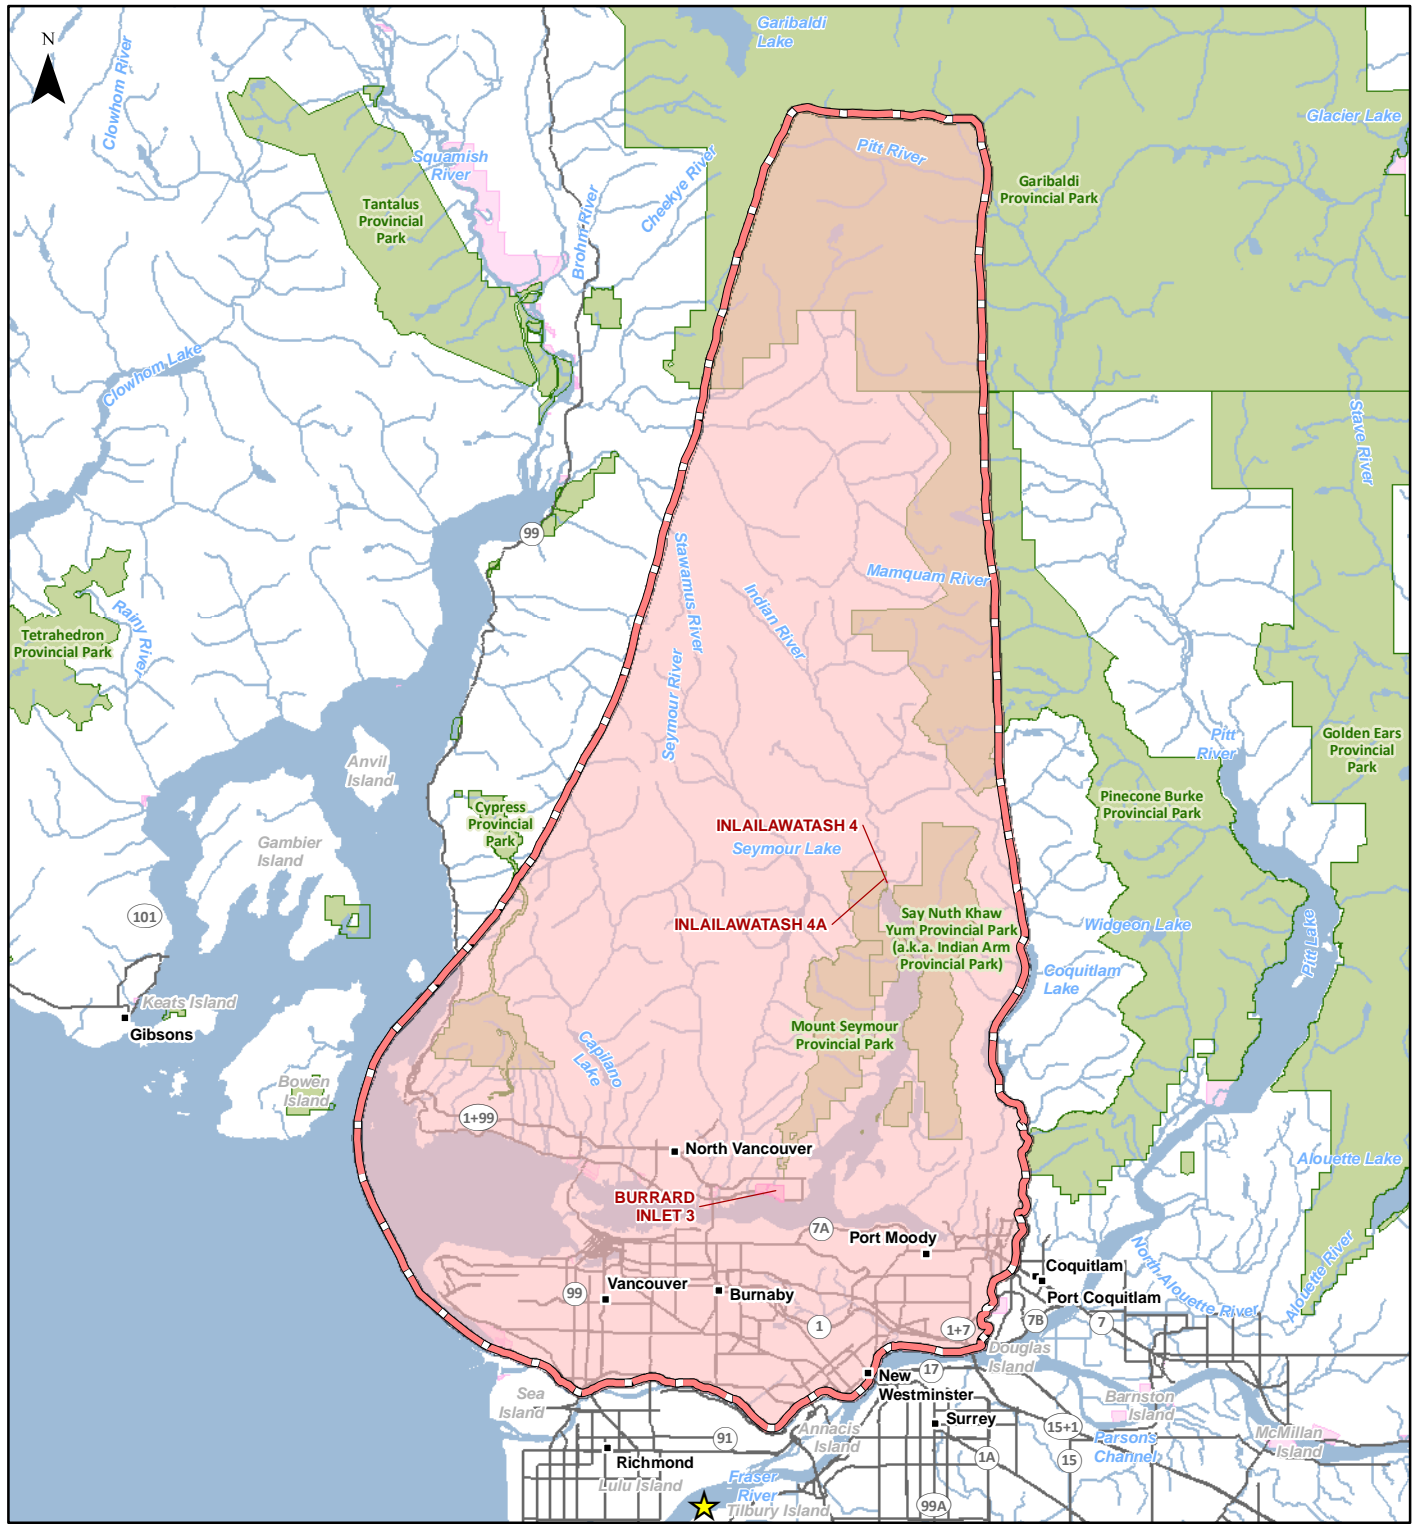 N
Clowhom River
Garibaldi
Lake
Glacier Lake
Squamish
River
Pitt River
Cheekye River
Brohm River
Garibaldi
Provincial Park
Tantalus
Provincial
Park
Clowhom Lake
Stave River
99
Stawamus River
Mamquam River
Indian River
Rainy River
Tetrahedron
Provincial Park
Seymour River
Anvil
Island
Pitt
River
Golden Ears
Provincial
Park
Pinecone Burke
Provincial Park
Cypress
Provincial
Park
INLAILAWATASH 4
Seymour Lake
Gambier
Island
101
INLAILAWATASH 4A
Say Nuth Khaw
Yum Provincial Park
(a.k.a. Indian Arm
Provincial Park)
Widgeon Lake
Pitt Lake
Coquitlam
Lake
Keats Island
Gibsons
Mount Seymour
Provincial Park
Capilano
Lake
Bowen
Island
1+99
North Vancouver
Alouette Lake
BURRARD
INLET 3
7A
Port Moody
Coquitlam
Port Coquitlam
North Alouette River
Alouette River
Vancouver
99
Burnaby
1
1+7
7B
7
Douglas
Island
17
New
Westminster
Sea
Island
Barnston
Island
Surrey
15+1
Annacis
Island
91
McMillan
Island
Parsons
Channel
Richmond
1A
15
Lulu Island
Fraser
River
99A
Tilbury Island